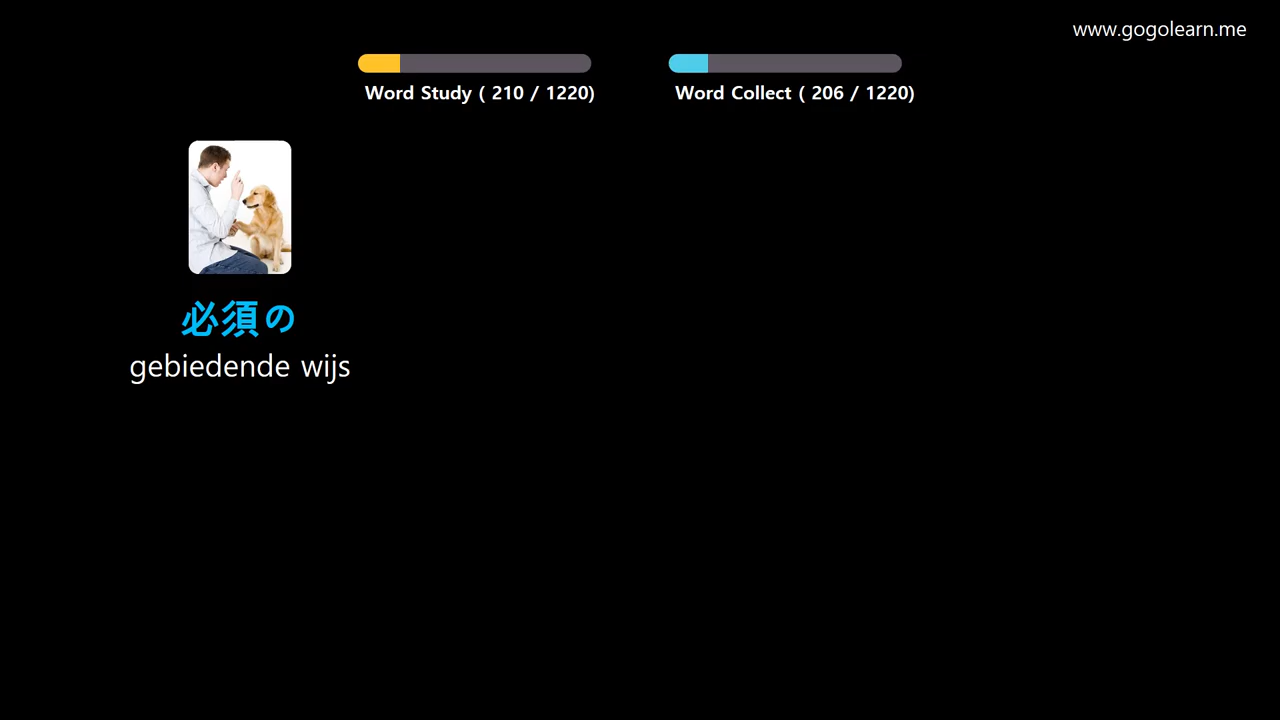 www.gogolearn.me
Word Study ( 210 / 1220)
Word Collect ( 206 / 1220)
必須の
gebiedende wijs